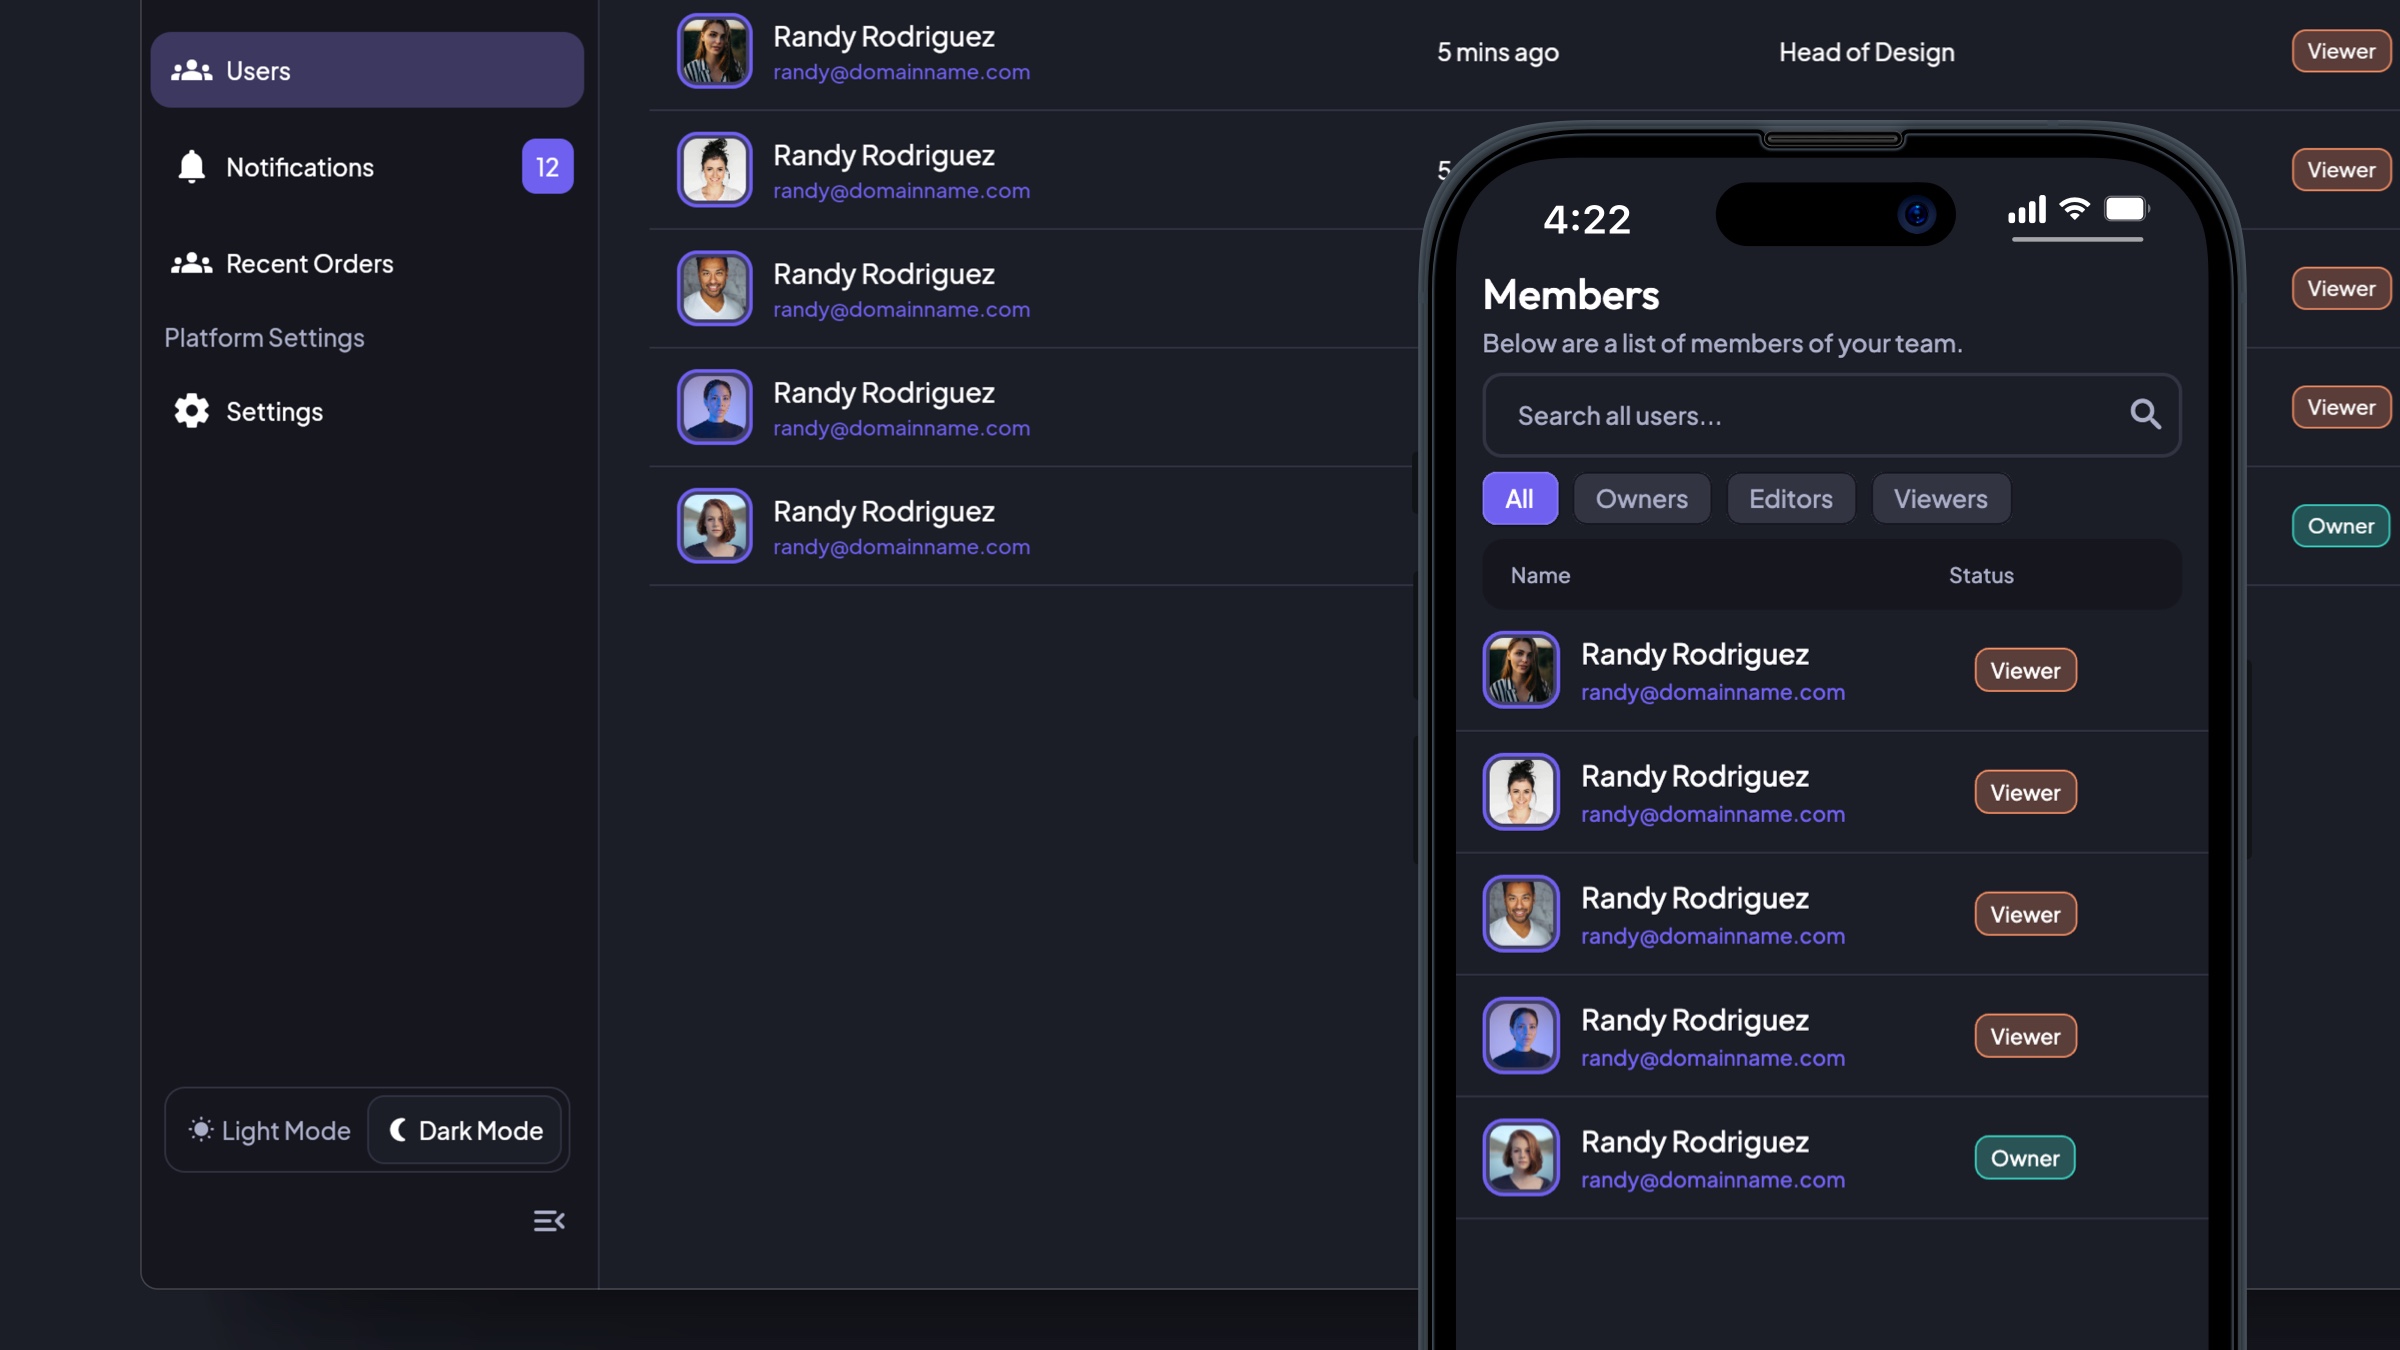 Users
Notifications
12
Recent Orders
Platform Settings
Settings
Light Mode
Dark Mode
Randy Rodriguez
randy@domainname.com
5 mins ago
Head of Design
Viewer
Randy Rodriguez
randy@domainname.com
5
Viewer
Randy Rodriguez
randy@domainname.com
Viewer
Randy Rodriguez
randy@domainname.com
Viewer
Randy Rodriguez
randy@domainname.com
Owner
4:22
Members
Below are a list of members of your team.
Search all users...
All
Owners
Editors
Viewers
Name
Status
Randy Rodriguez
randy@domainname.com
Viewer
Randy Rodriguez
randy@domainname.com
Viewer
Randy Rodriguez
randy@domainname.com
Viewer
Randy Rodriguez
randy@domainname.com
Viewer
Randy Rodriguez
randy@domainname.com
Owner